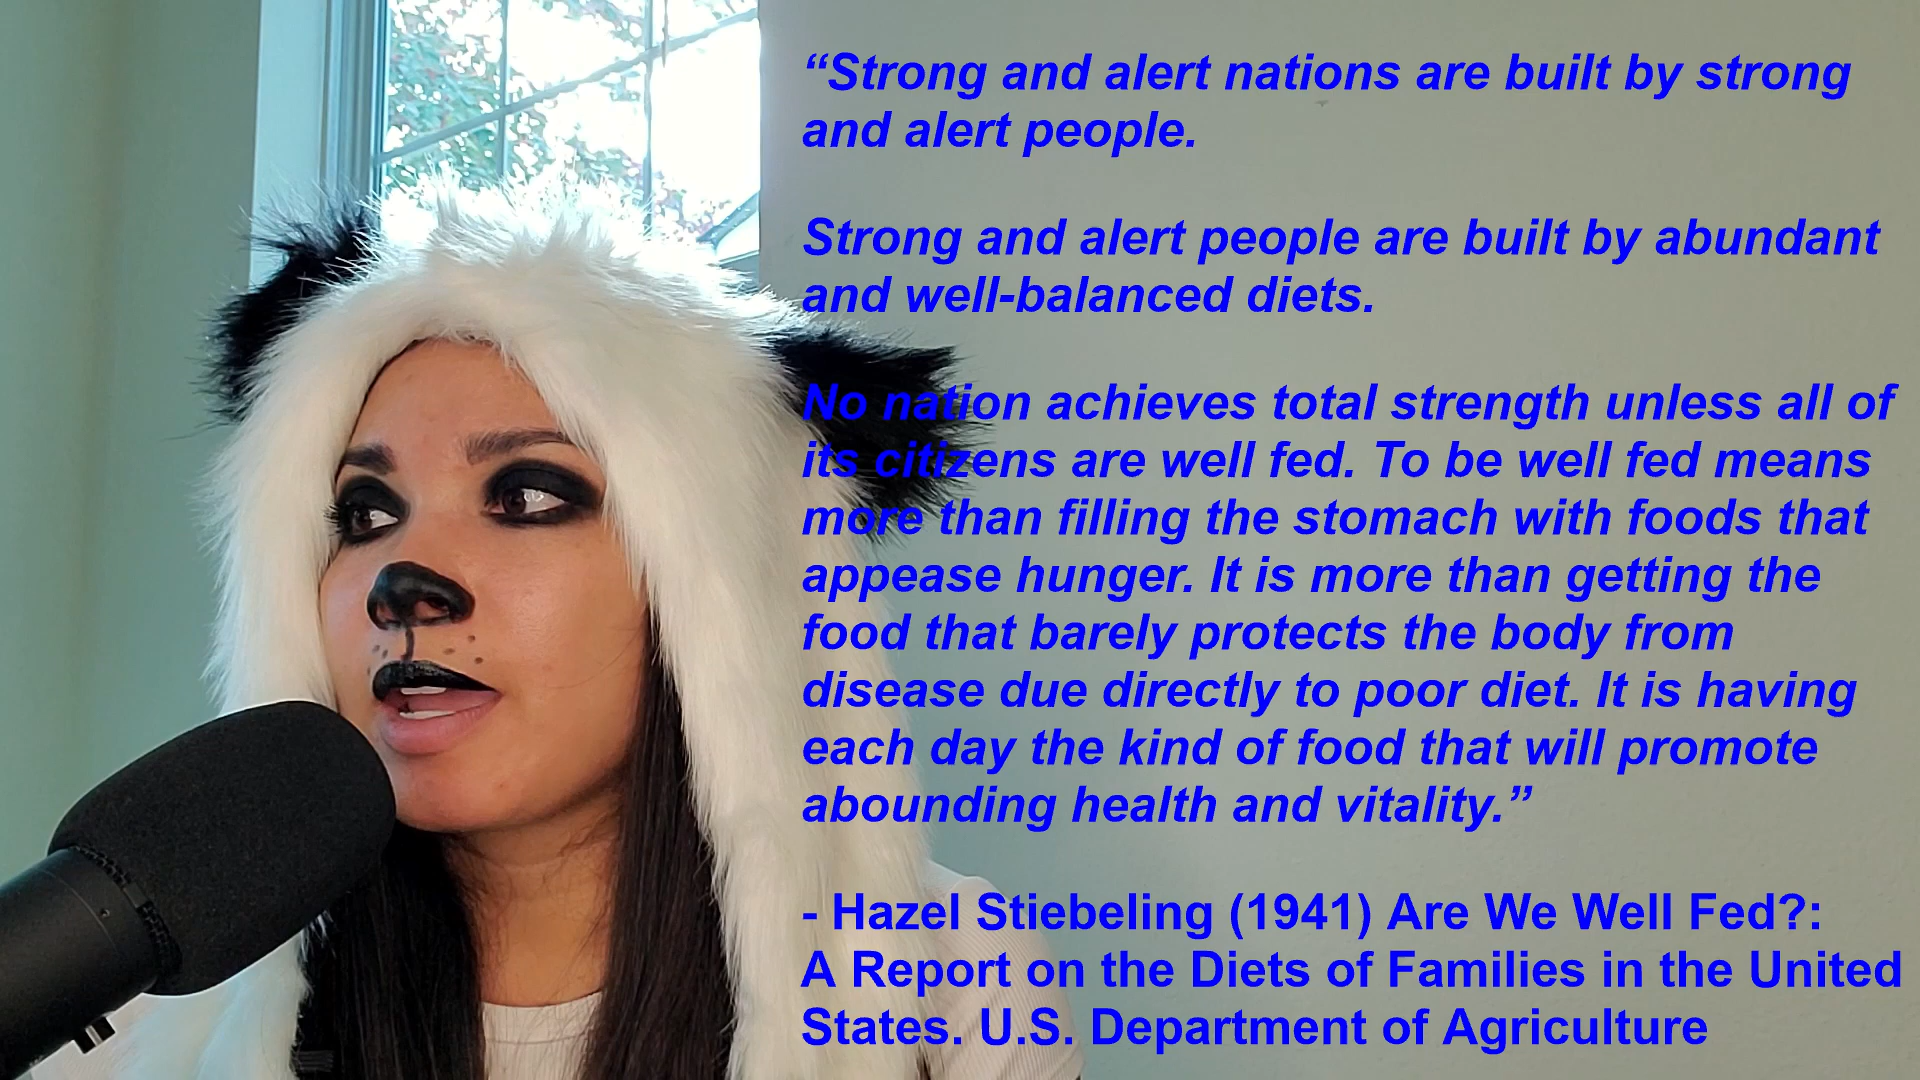 “Strong and alert nations are built by strong
and alert people.
Strong and alert people are built by abundant
and well-balanced diets.
No nation achieves total strength unless all of
its citizens are well fed. To be well fed means
more than filling the stomach with foods that
appease hunger. It is more than getting the
food that barely protects the body from
disease due directly to poor diet. It is having
each day the kind of food that will promote
abounding health and vitality.”
- Hazel Stiebeling (1941) Are We Well Fed?:
A Report on the Diets of Families in the United
States. U.S. Department of Agriculture